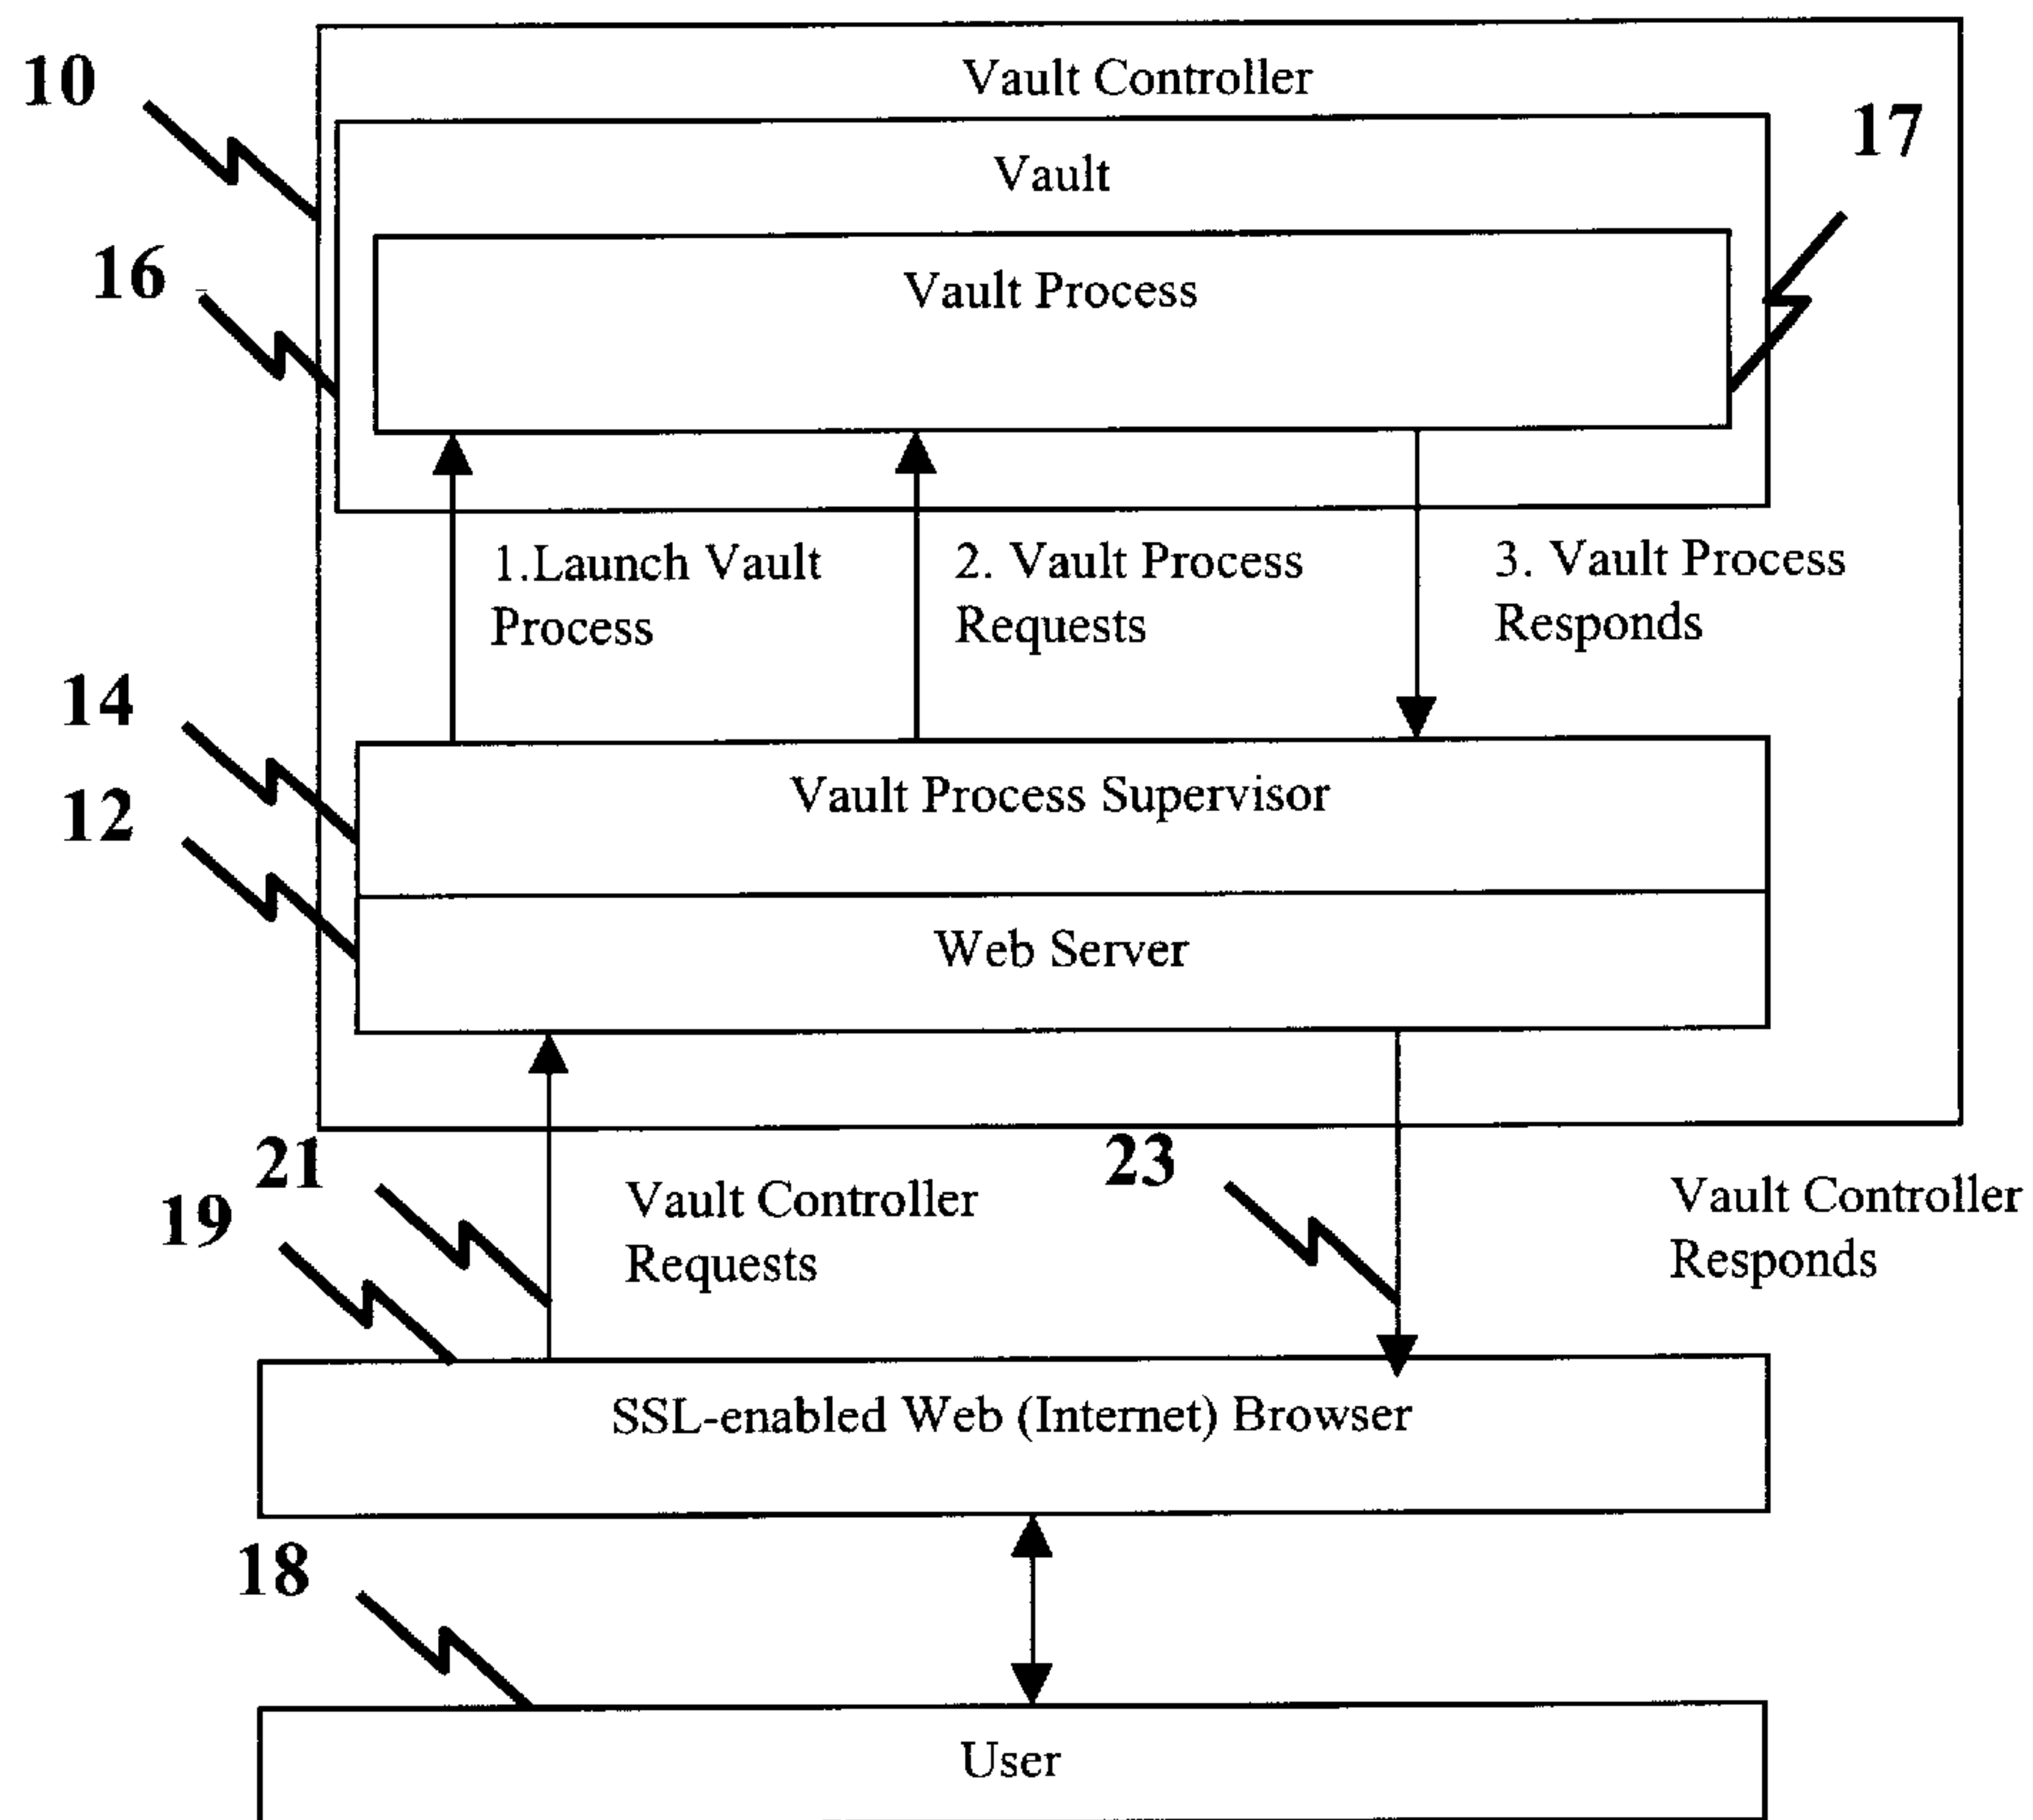 10
Vault Controller
17
Vault
16
Vault Process
1.Launch Vault
Process
2. Vault Process
Requests
3. Vault Process
Responds
14
Vault Process Supervisor
12
Web Server
21
23
19
Vault Controller
Requests
Vault Controller
Responds
SSL-enabled Web (Internet) Browser
18
User